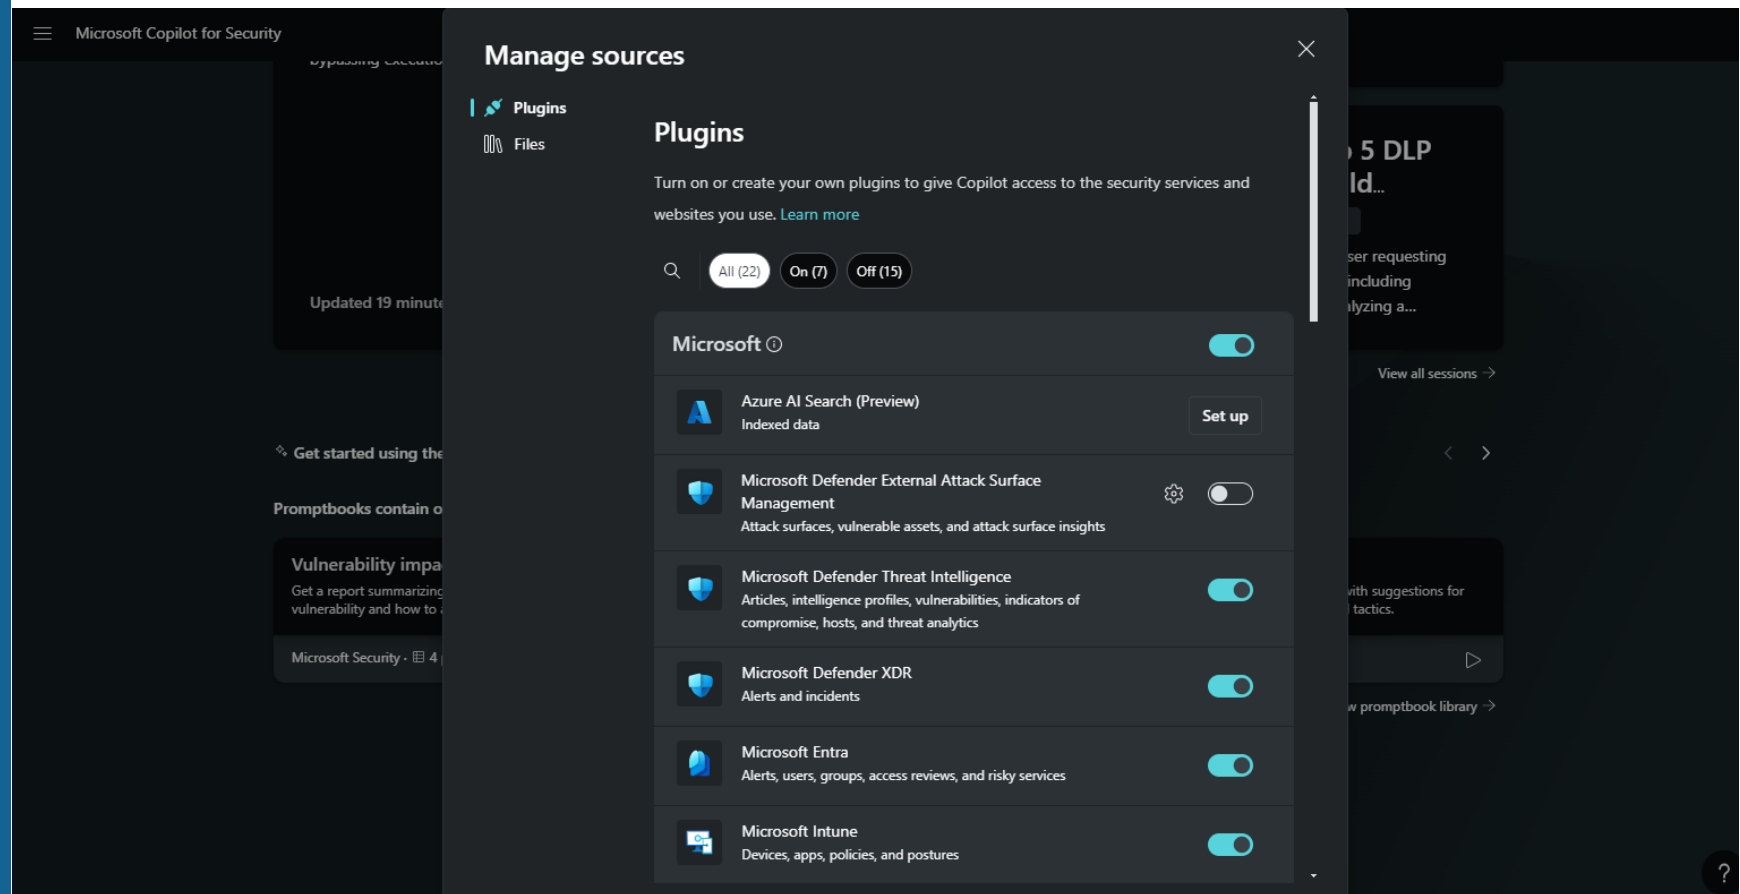 Microsoft Copilot for Security
bypassing
Updated 19
Get started using the
Promptbooks contain
Vulnerability
Get a report summarizing
vulnerability and how to
Microsoft Security · 4
Manage sources
Plugins
Files
Plugins
Turn on or create your own plugins to give Copilot access to the security services and
websites you use. Learn more
All (22) On (7) Off (15)
Microsoft
Azure AI Search (Preview)
Indexed data
Set up
Microsoft Defender External Attack Surface
Management
Attack surfaces, vulnerable assets, and attack surface insights
Microsoft Defender Threat Intelligence
Articles, intelligence profiles, vulnerabilities, indicators of
compromise, hosts, and threat analytics
Microsoft Defender XDR
Alerts and incidents
Microsoft Entra
Alerts, users, groups, access reviews, and risky services
Microsoft Intune
Devices, apps, policies, and postures
5 DLP
requesting
including
a...
View all sessions
with suggestions for
tactics.
promptbook library
?